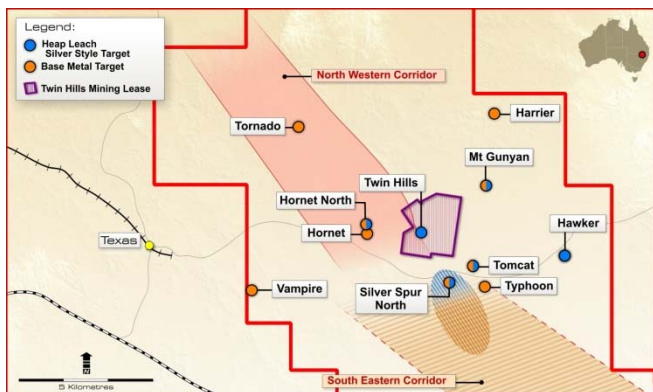 Legend:
Heap Leach
Silver Style Target
Base Metal Target
Twin Hills Mining Lease
North Western Corridor
Tornado
Harrier
Mt Gunyan
Twin Hills
Hornet North
Hornet
Hawker
Texas
Tomcat
Vampire
Silver Spur
North
Typhoon
N
5 Kilometres
South Eastern Corridor